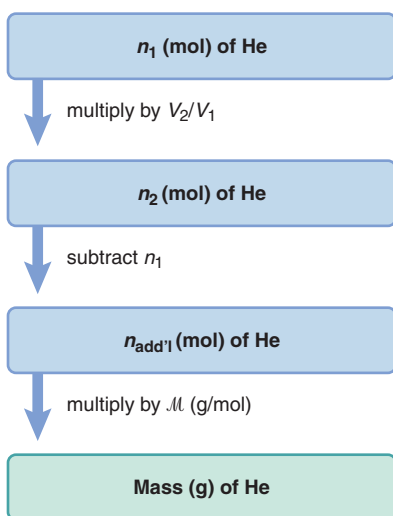 n₁ (mol) of He
multiply by V₂/V₁
n₂ (mol) of He
subtract n₁
n_add'l (mol) of He
multiply by ℳ (g/mol)
Mass (g) of He